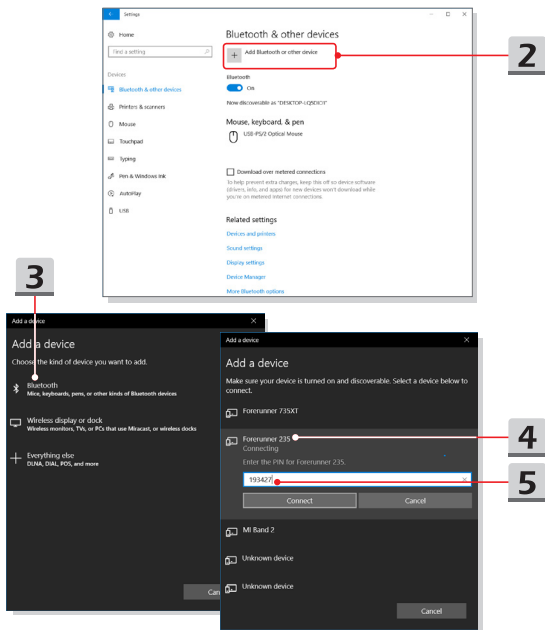 Settings
Home
Find a setting
Devices
Bluetooth & other devices
Printers & scanners
Mouse
Touchpad
Typing
Pen & Windows Ink
AutoPlay
USB
Bluetooth & other devices
Add Bluetooth or other device
2
Bluetooth
On
Now discoverable as "DESKTOP-LQ5DIC3"
Mouse, keyboard, & pen
USB-PS/2 Optical Mouse
Download over metered connections
To help prevent extra charges, keep this off so device software
(drivers, info, and apps) for new devices won't download while
you're on metered internet connections.
Related settings
Devices and printers
Sound settings
Display settings
Device Manager
More Bluetooth options
3
Add a device
Add a device
Choose the kind of device you want to add.
Bluetooth
Mice, keyboards, pens, or other kinds of Bluetooth devices
Wireless display or dock
Wireless monitors, TVs, or PCs that use Miracast, or wireless docks
Everything else
DLNA, DIAL, POS, and more
Can
Add a device
Add a device
Make sure your device is turned on and discoverable. Select a device below to
connect.
Forerunner 735XT
Forerunner 235
4
Connecting
Enter the PIN for Forerunner 235.
193427
5
Connect
Cancel
MI Band 2
Unknown device
Unknown device
Cancel